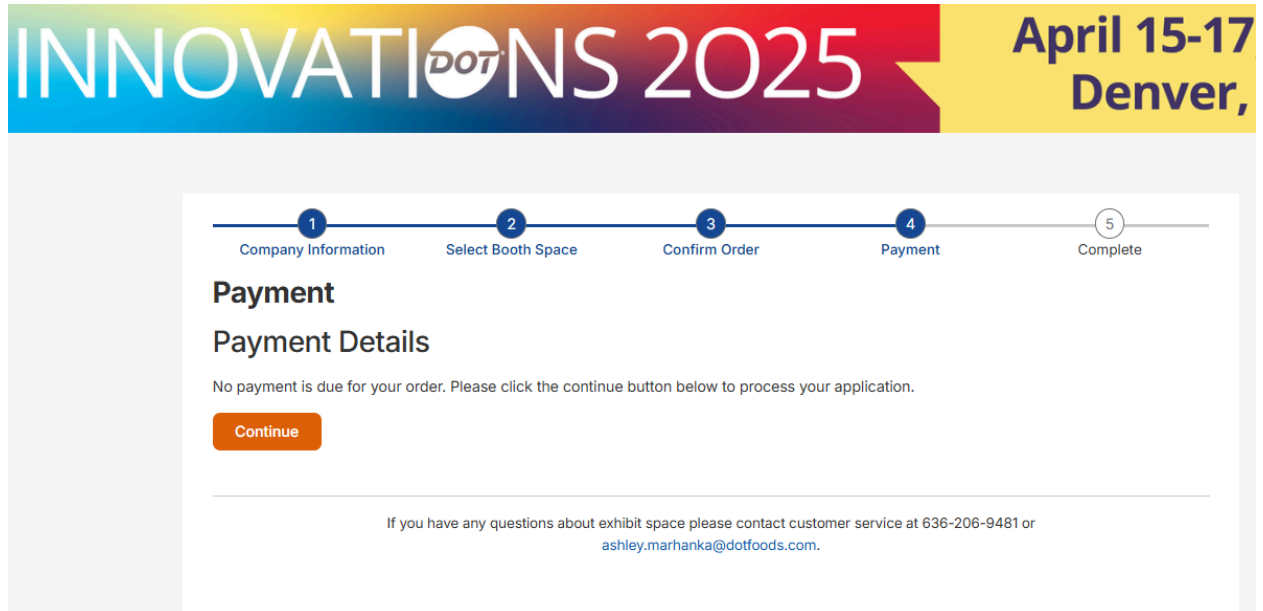 INNOVATIONS 2025
DOT
April 15-17
Denver,
1
2
3
4
5
Company Information
Select Booth Space
Confirm Order
Payment
Complete
Payment
Payment Details
No payment is due for your order. Please click the continue button below to process your application.
Continue
If you have any questions about exhibit space please contact customer service at 636-206-9481 or
ashley.marhanka@dotfoods.com.